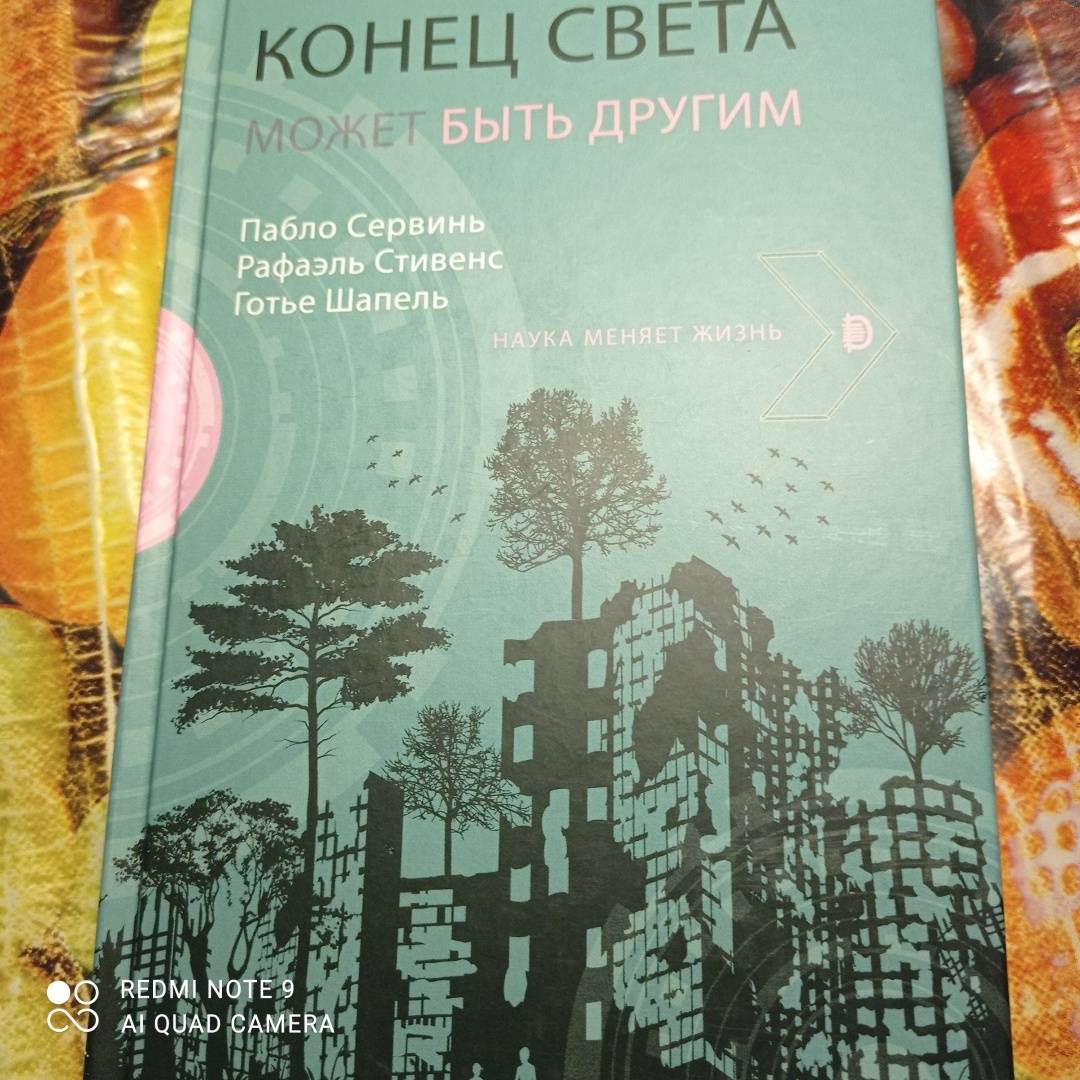 КОНЕЦ СВЕТА
МОЖЕТ БЫТЬ ДРУГИМ
Пабло Сервинь
Рафаэль Стивенс
Готье Шапель
НАУКА МЕНЯЕТ ЖИЗНЬ
REDMI NOTE 9
AI QUAD CAMERA